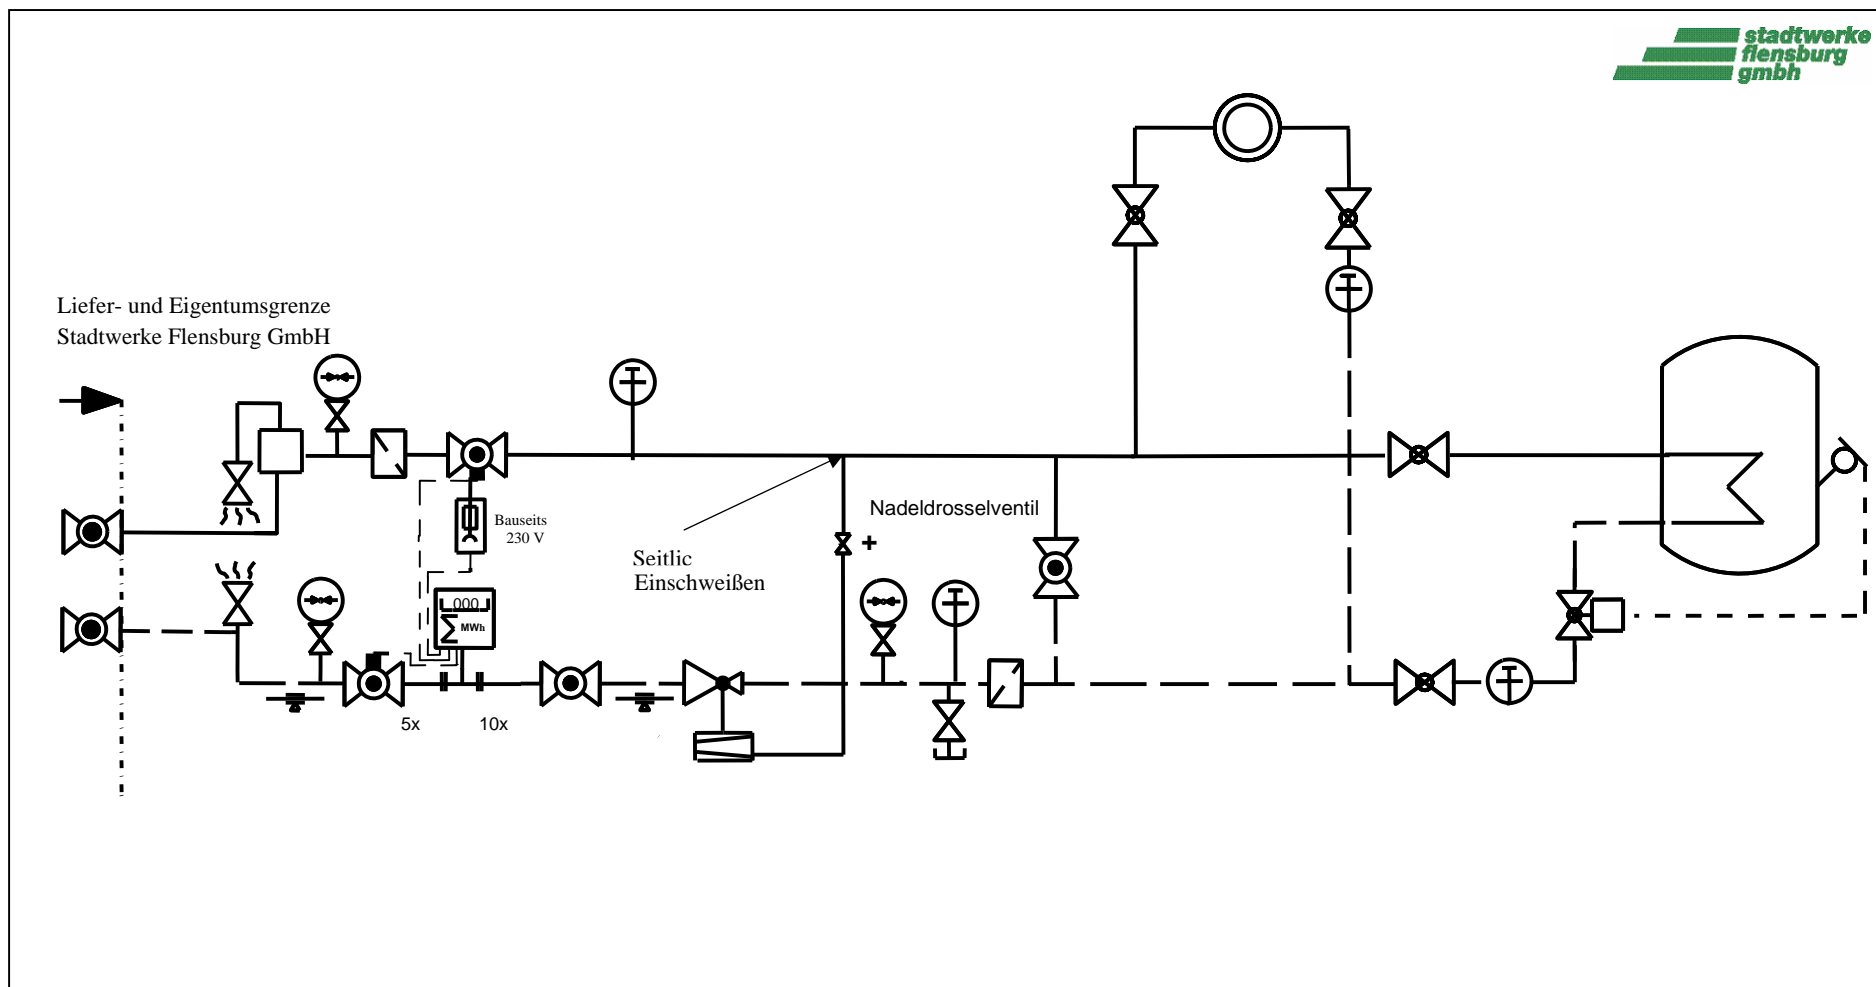 stadtwerke
flensburg
gmbh
Liefer- und Eigentumsgrenze
Stadtwerke Flensburg GmbH
Bauseits
230 V
Nadeldrosselventil
+
Seitlic
Einschweißen
000
MWh
5x
10x